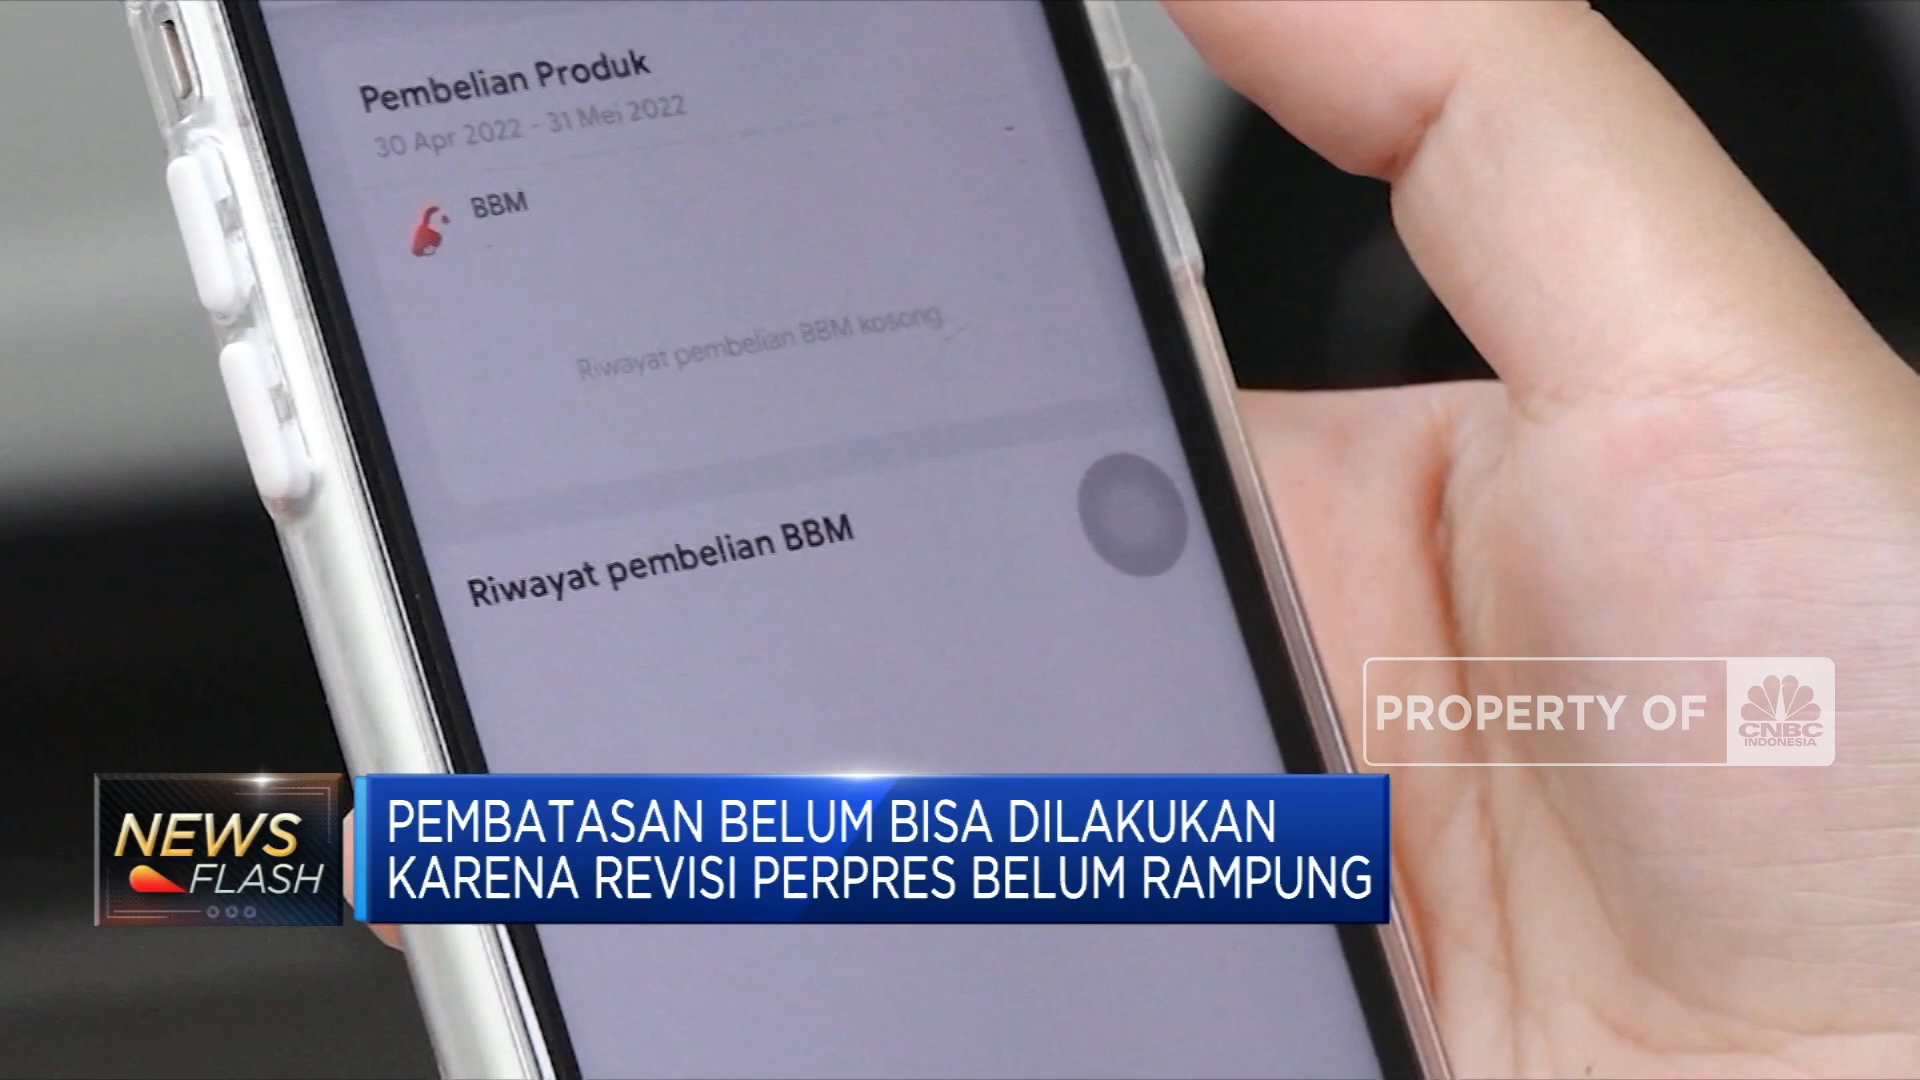 Pembelian Produk
30 Apr 2022 - 31 Mei 2022
-
BBM
-
Riwayat pembelian BBM kosong.
Riwayat pembelian BBM
PROPERTY OF
CNBC
INDONESIA
NEWS
FLASH
PEMBATASAN BELUM BISA DILAKUKAN
KARENA REVISI PERPRES BELUM RAMPUNG